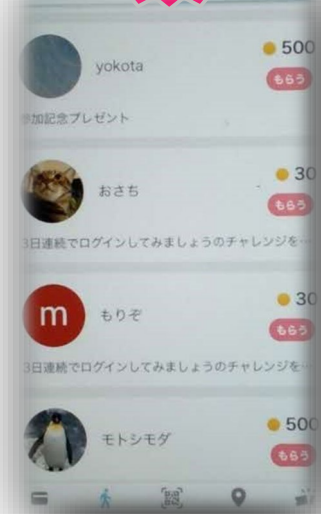 yokota
500
もらう
参加記念プレゼント
おさち
30
もらう
3日連続でログインしてみましょうのチャレンジを…
m
もりぞ
30
もらう
3日連続でログインしてみましょうのチャレンジを…
モトシモダ
500
もらう